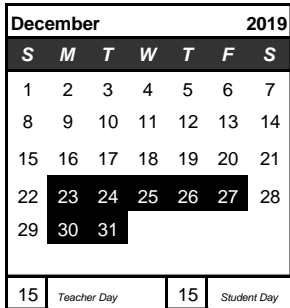 December 2019
S M T W T F S
1 2 3 4 5 6 7
8 9 10 11 12 13 14
15 16 17 18 19 20 21
22 23 24 25 26 27 28
29 30 31
15 Teacher Day 15 Student Day